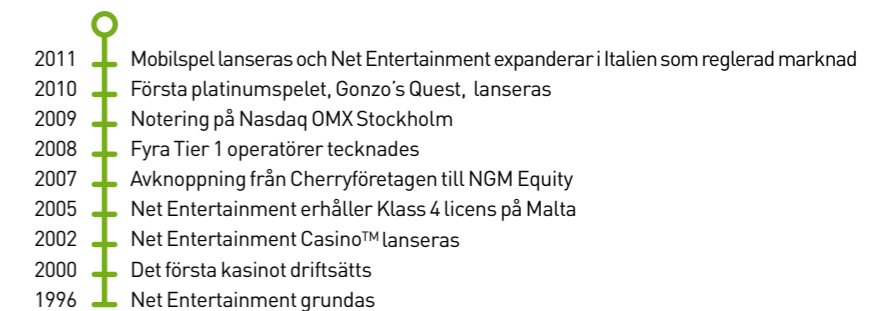 2011 Mobilspel lanseras och Net Entertainment expanderar i Italien som reglerad marknad
2010 Första platinumspelet, Gonzo's Quest, lanseras
2009 Notering på Nasdaq OMX Stockholm
2008 Fyra Tier 1 operatörer tecknades
2007 Avknoppning från Cherryföretagen till NGM Equity
2005 Net Entertainment erhåller Klass 4 licens på Malta
2002 Net Entertainment Casino™ lanseras
2000 Det första kasinot driftsätts
1996 Net Entertainment grundas